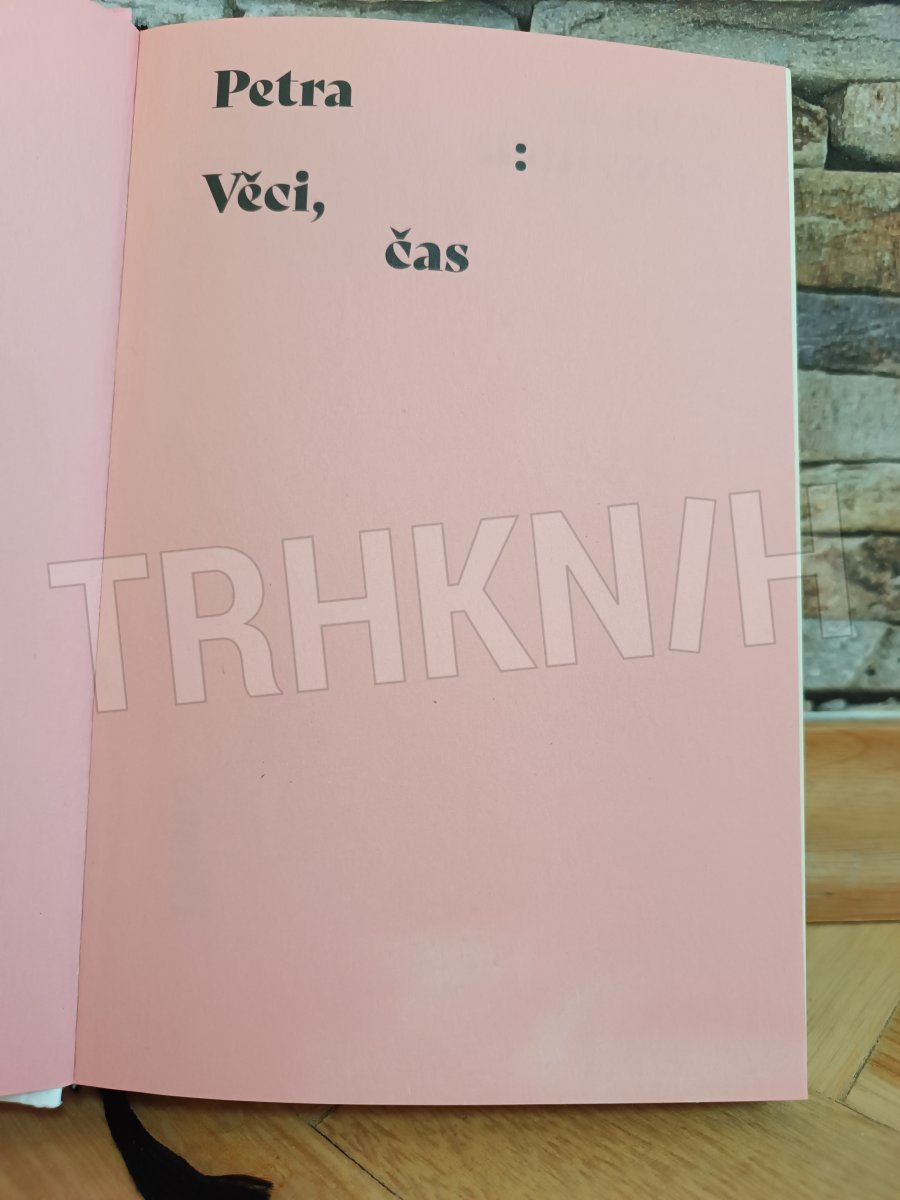 Petra
:
Věci,
čas
TRHKNIH